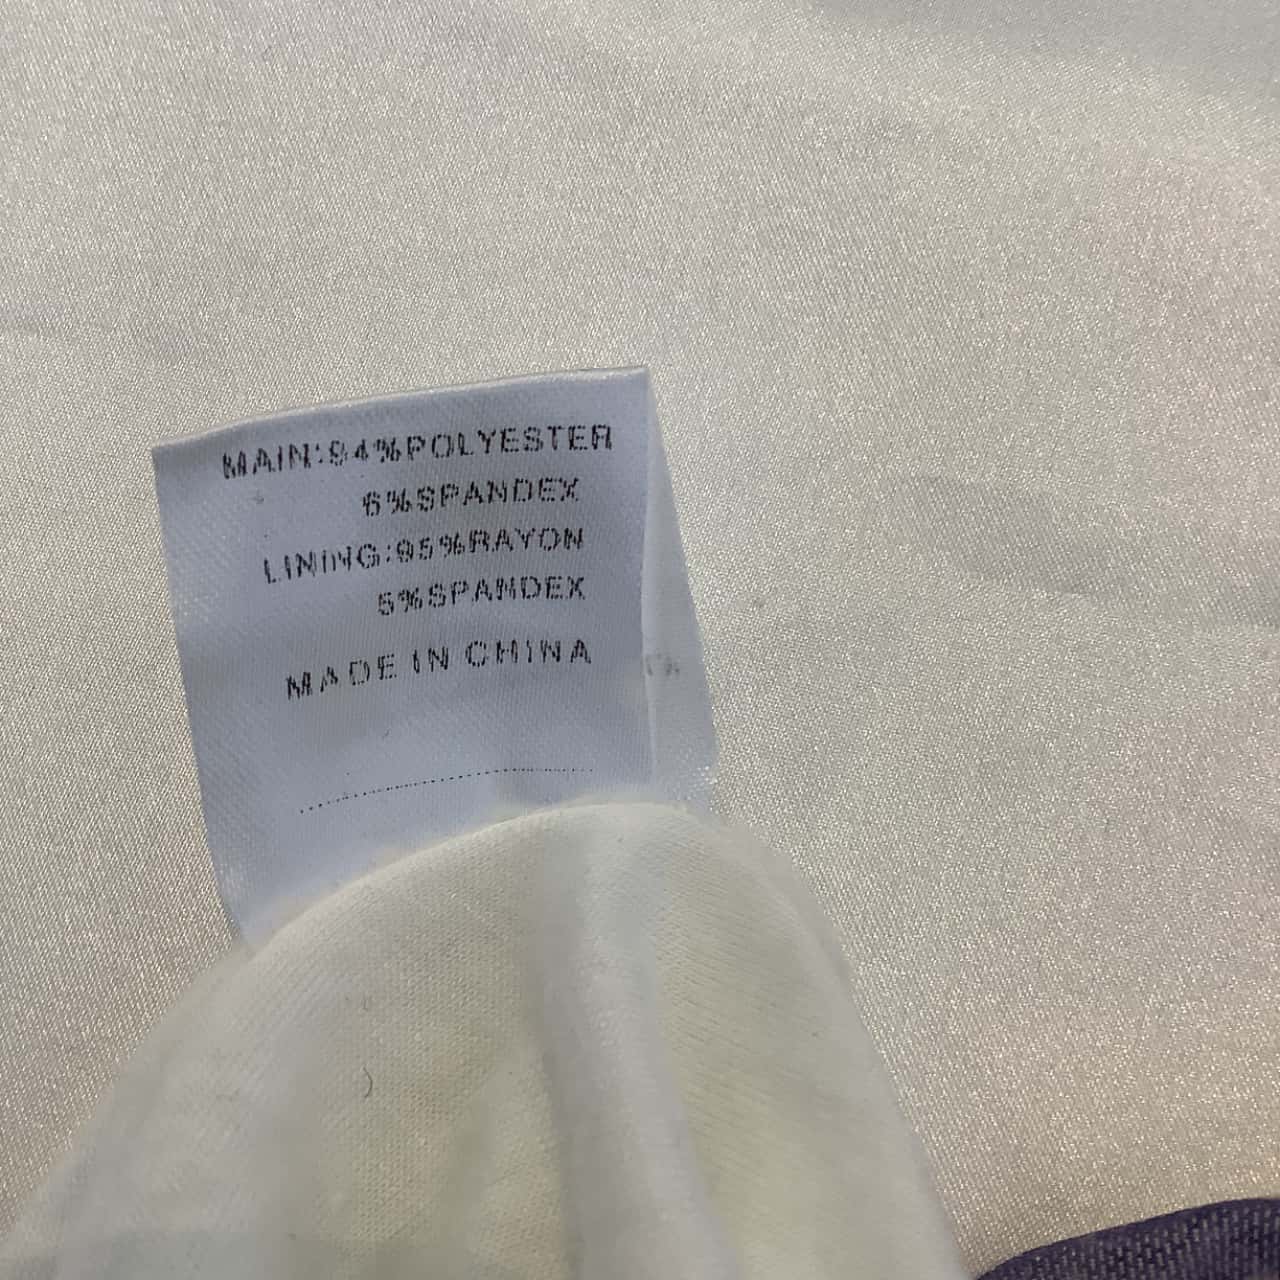 MAIN:94%POLYESTER
6%SPANDEX
LINING:95%RAYON
5%SPANDEX
MADE IN CHINA